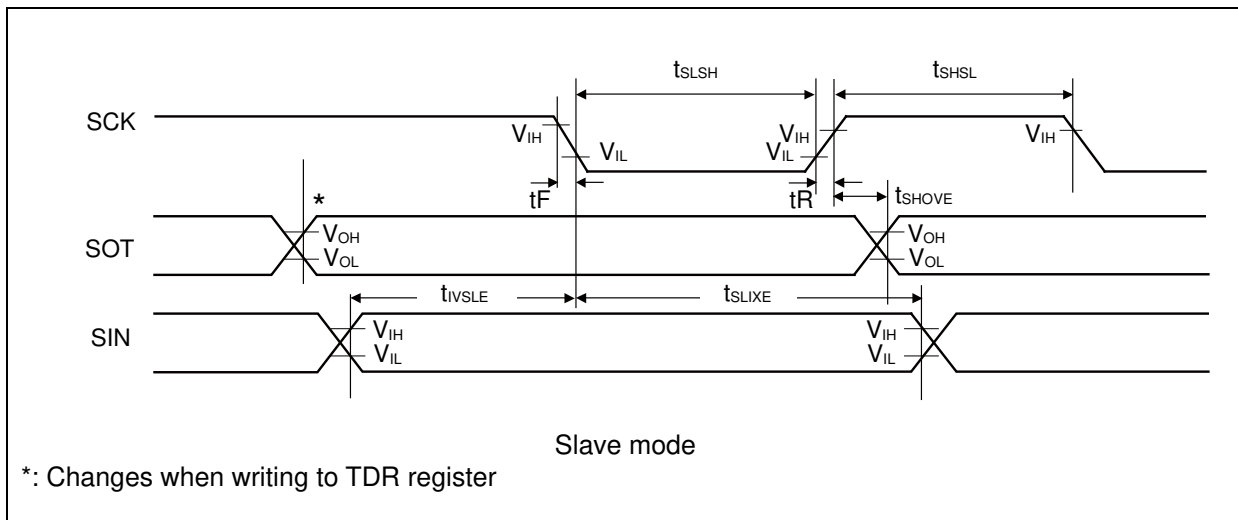 tSLSH tSHSL
SCK VIH VIL VIH VIL VIH
tF tR tSHOVE
*
SOT VOH VOL VOH VOL
tIVSLE tSLIXE
SIN VIH VIL VIH VIL
Slave mode
*: Changes when writing to TDR register